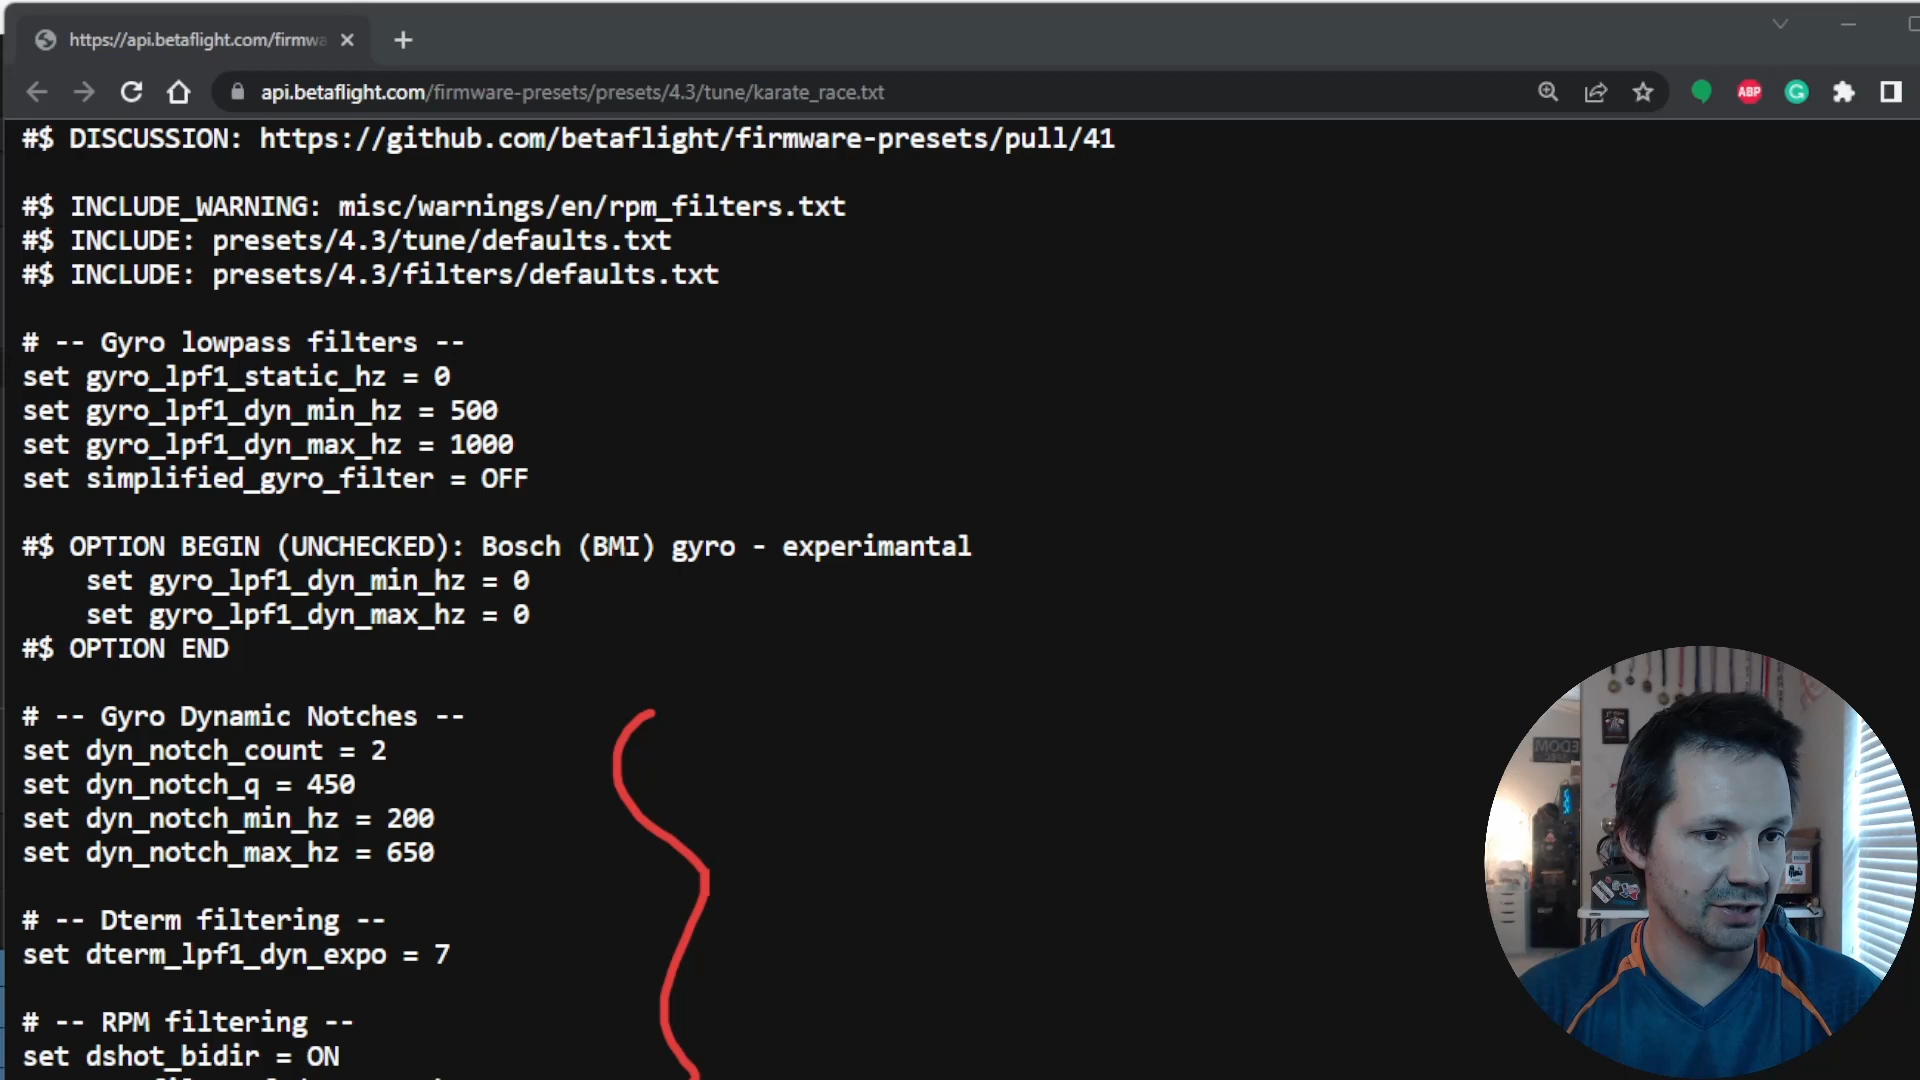 https://api.betaflight.com/firmwa
api.betaflight.com/firmware-presets/presets/4.3/tune/karate_race.txt
ABP
#$ DISCUSSION: https://github.com/betaflight/firmware-presets/pull/41
#$ INCLUDE_WARNING: misc/warnings/en/rpm_filters.txt
#$ INCLUDE: presets/4.3/tune/defaults.txt
#$ INCLUDE: presets/4.3/filters/defaults.txt
# -- Gyro lowpass filters --
set gyro_lpf1_static_hz = 0
set gyro_lpf1_dyn_min_hz = 500
set gyro_lpf1_dyn_max_hz = 1000
set simplified_gyro_filter = OFF
#$ OPTION BEGIN (UNCHECKED): Bosch (BMI) gyro - experimantal
set gyro_lpf1_dyn_min_hz = 0
set gyro_lpf1_dyn_max_hz = 0
#$ OPTION END
# -- Gyro Dynamic Notches --
set dyn_notch_count = 2
set dyn_notch_q = 450
set dyn_notch_min_hz = 200
set dyn_notch_max_hz = 650
# -- Dterm filtering --
set dterm_lpf1_dyn_expo = 7
# -- RPM filtering --
set dshot_bidir = ON